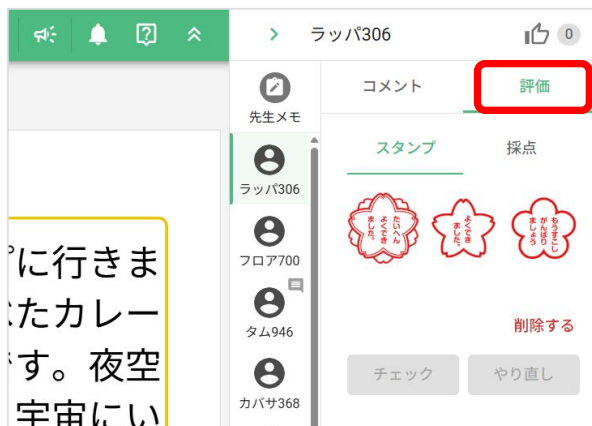 ラッパ306
0
先生メモ
コメント
評価
スタンプ
採点
ラッパ306
フロア700
タム946
カバサ368
たいへん
よくでき
ました。
よくでき
ました。
もうすこし
がんばり
ましょう
削除する
チェック
やり直し
に行きま
たカレー
す。夜空
宇宙にい